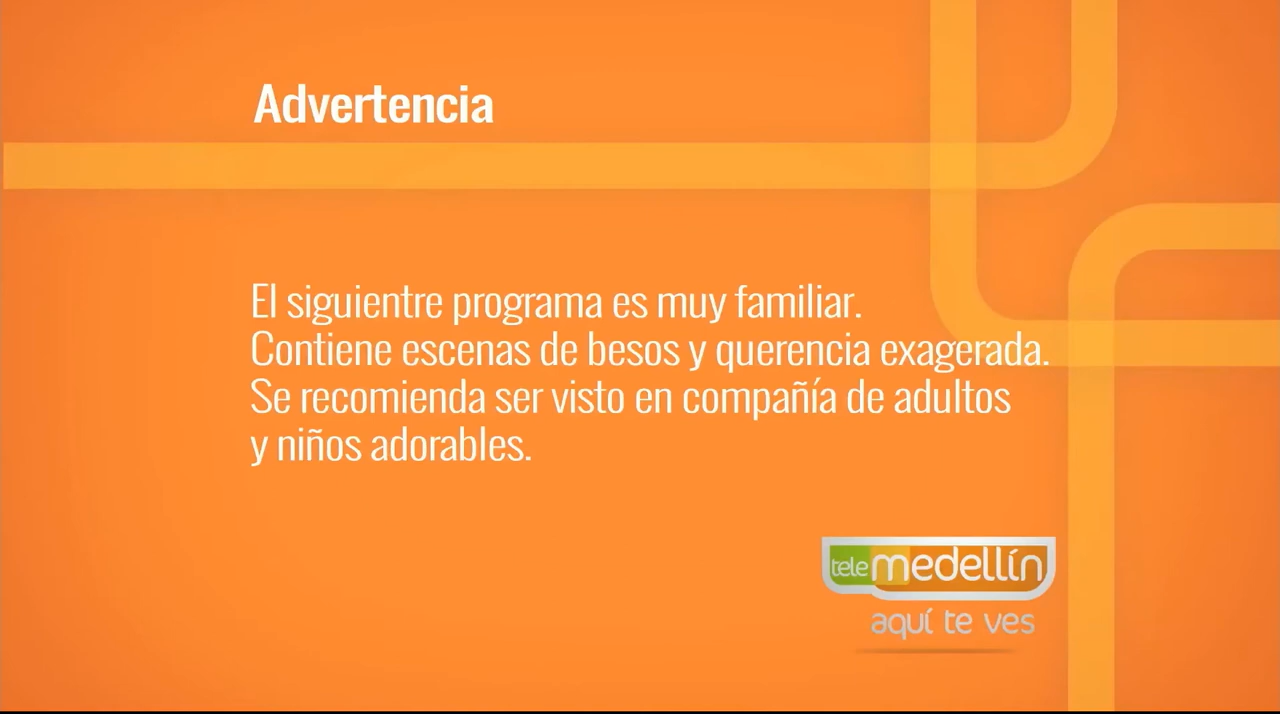 Advertencia
El siguientre programa es muy familiar.
Contiene escenas de besos y querencia exagerada.
Se recomienda ser visto en compañía de adultos
y niños adorables.
tele medellín
aquí te ves